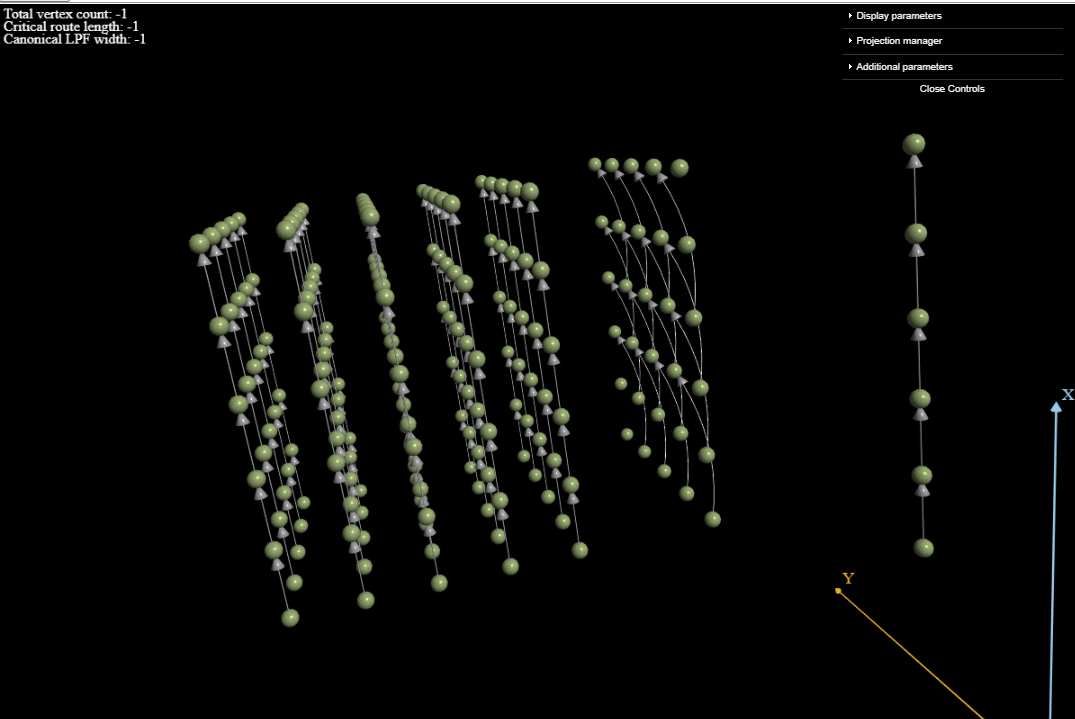 Total vertex count: -1
Critical route length: -1
Canonical LPF width: -1
Display parameters
Projection manager
Additional parameters
Close Controls
X
Y